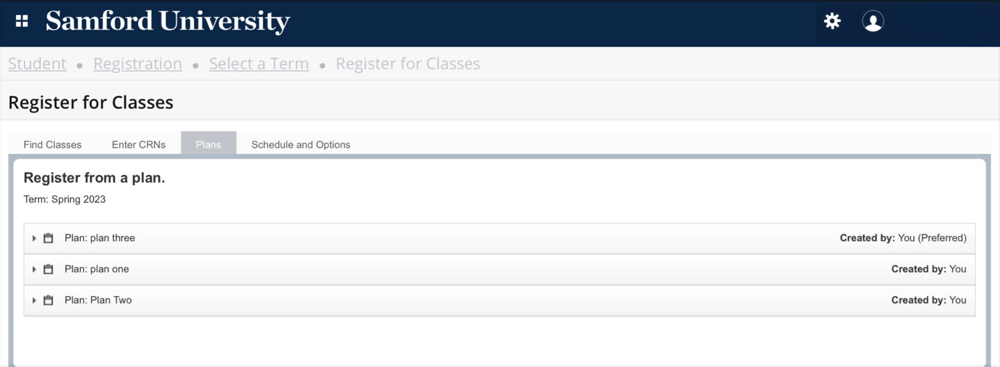 Samford University
Student • Registration • Select a Term • Register for Classes
Register for Classes
Find Classes Enter CRNs Plans Schedule and Options
Register from a plan.
Term: Spring 2023
Plan: plan three Created by: You (Preferred)
Plan: plan one Created by: You
Plan: Plan Two Created by: You